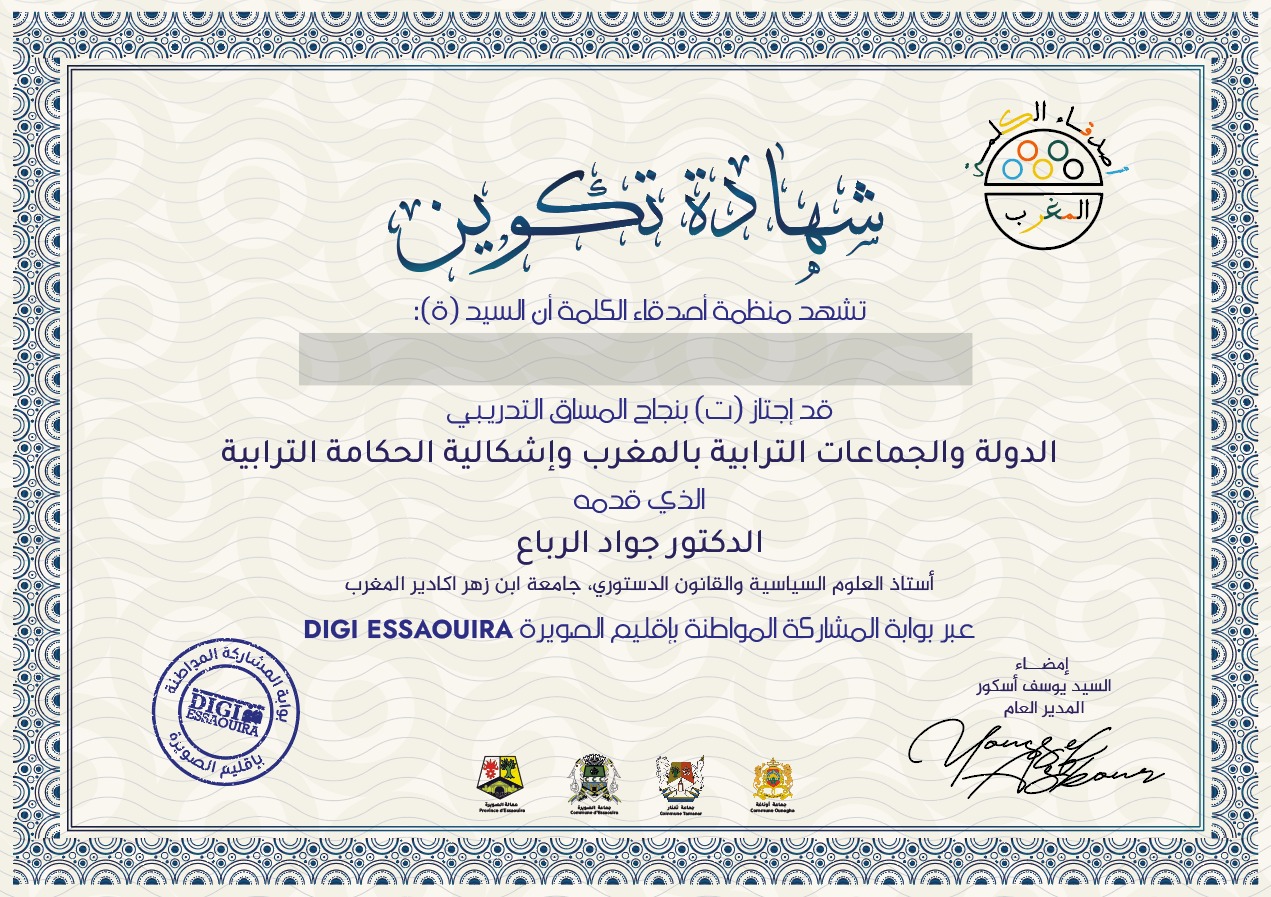 أصدقاء الكلمة
المغرب
شهادة تكوين
تشهد منظمة أصدقاء الكلمة أن السيد (ة):
قد إجتاز (ت) بنجاح المساق التدريبي
الدولة والجماعات الترابية بالمغرب وإشكالية الحكامة الترابية
الذي قدمه
الدكتور جواد الرباع
أستاذ العلوم السياسية والقانون الدستوري، جامعة ابن زهر اكادير المغرب
عبر بوابة المشاركة المواطنة بإقليم الصويرة DIGI ESSAOUIRA
إمضـــاء
السيد يوسف أسكور
المدير العام
Youssef
Askour
بوابة المشاركة المواطنة
DIGI
ESSAOUIRA
بإقليم الصويرة
عمالة الصويرة
Province d'Essaouira
جماعة الصويرة
Commune d'Essaouira
جماعة تمنار
Commune Tamanar
جماعة أوناغة
Commune Ounagha